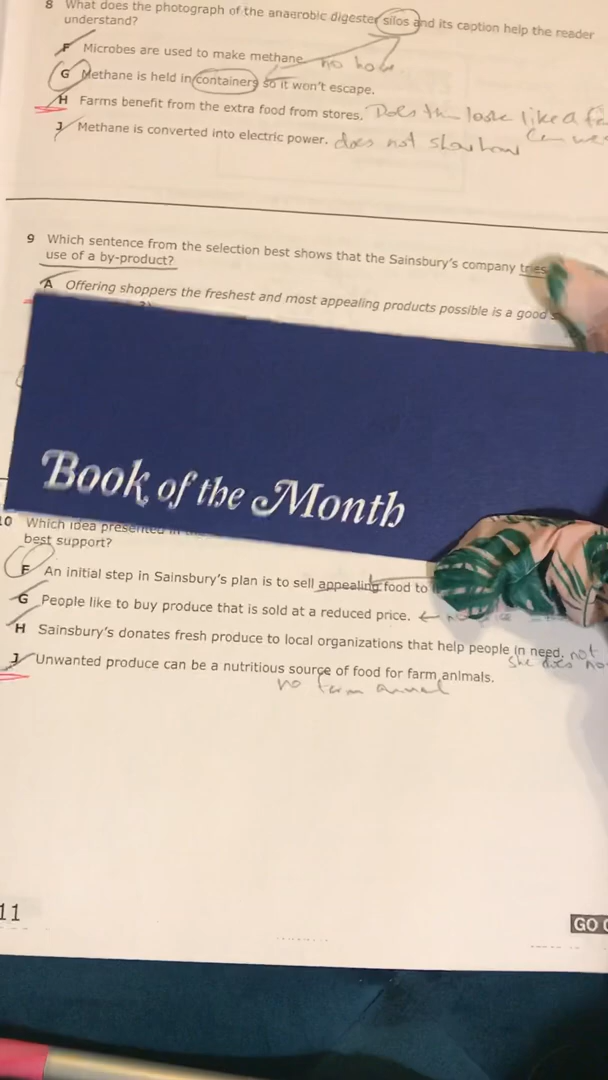 8 What does the photograph of the anaerobic digester silos and its caption help the reader
understand?
F Microbes are used to make methane. no how
G Methane is held in containers so it won't escape.
H Farms benefit from the extra food from stores. Does look like a
J Methane is converted into electric power. does not show how
9 Which sentence from the selection best shows that the Sainsbury's company tries
use of a by-product?
A Offering shoppers the freshest and most appealing products possible is a good
Book of the Month
10 Which idea presented in
best support?
F An initial step in Sainsbury's plan is to sell appealing food to
G People like to buy produce that is sold at a reduced price.
H Sainsbury's donates fresh produce to local organizations that help people in need. not
she does no
J Unwanted produce can be a nutritious source of food for farm animals.
no farm animal
11
GO